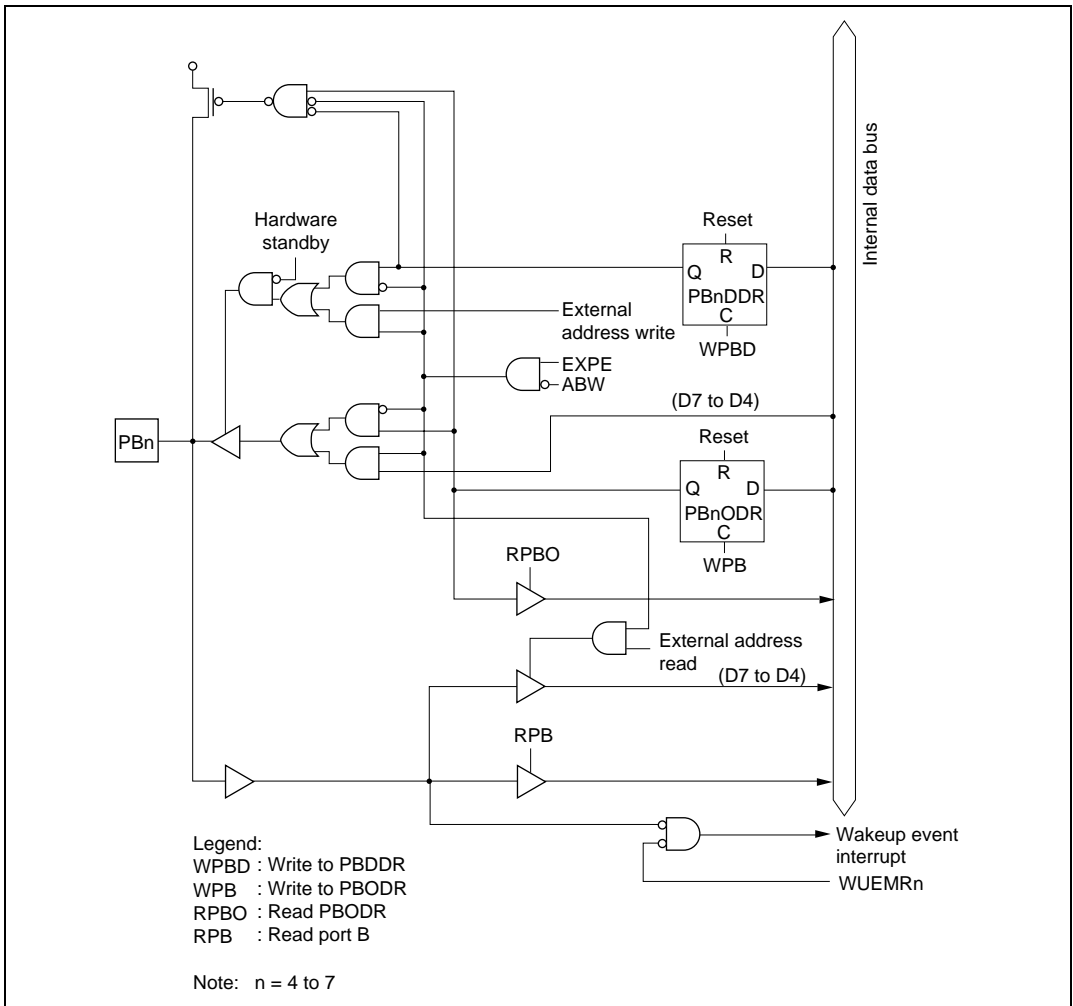 Hardware
standby
Reset
R
Q D
PBnDDR
C
WPBD
Internal data bus
External
address write
EXPE
ABW
(D7 to D4)
PBn
Reset
R
Q D
PBnODR
C
WPB
RPBO
External address
read
(D7 to D4)
RPB
Wakeup event
interrupt
WUEMRn
Legend:
WPBD : Write to PBDDR
WPB : Write to PBODR
RPBO : Read PBODR
RPB : Read port B
Note: n = 4 to 7